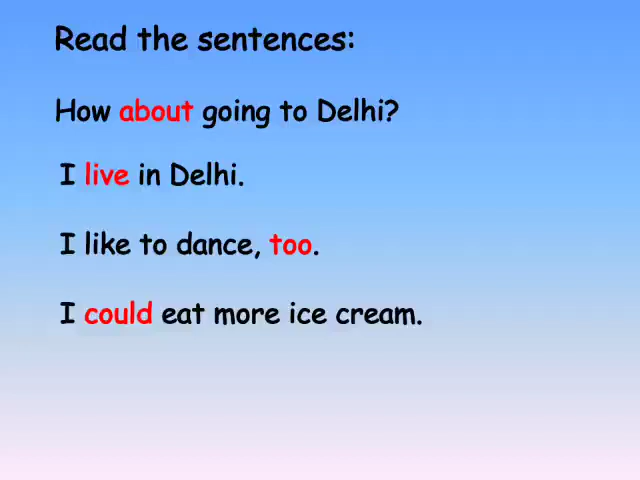 Read the sentences:
How about going to Delhi?
I live in Delhi.
I like to dance, too.
I could eat more ice cream.